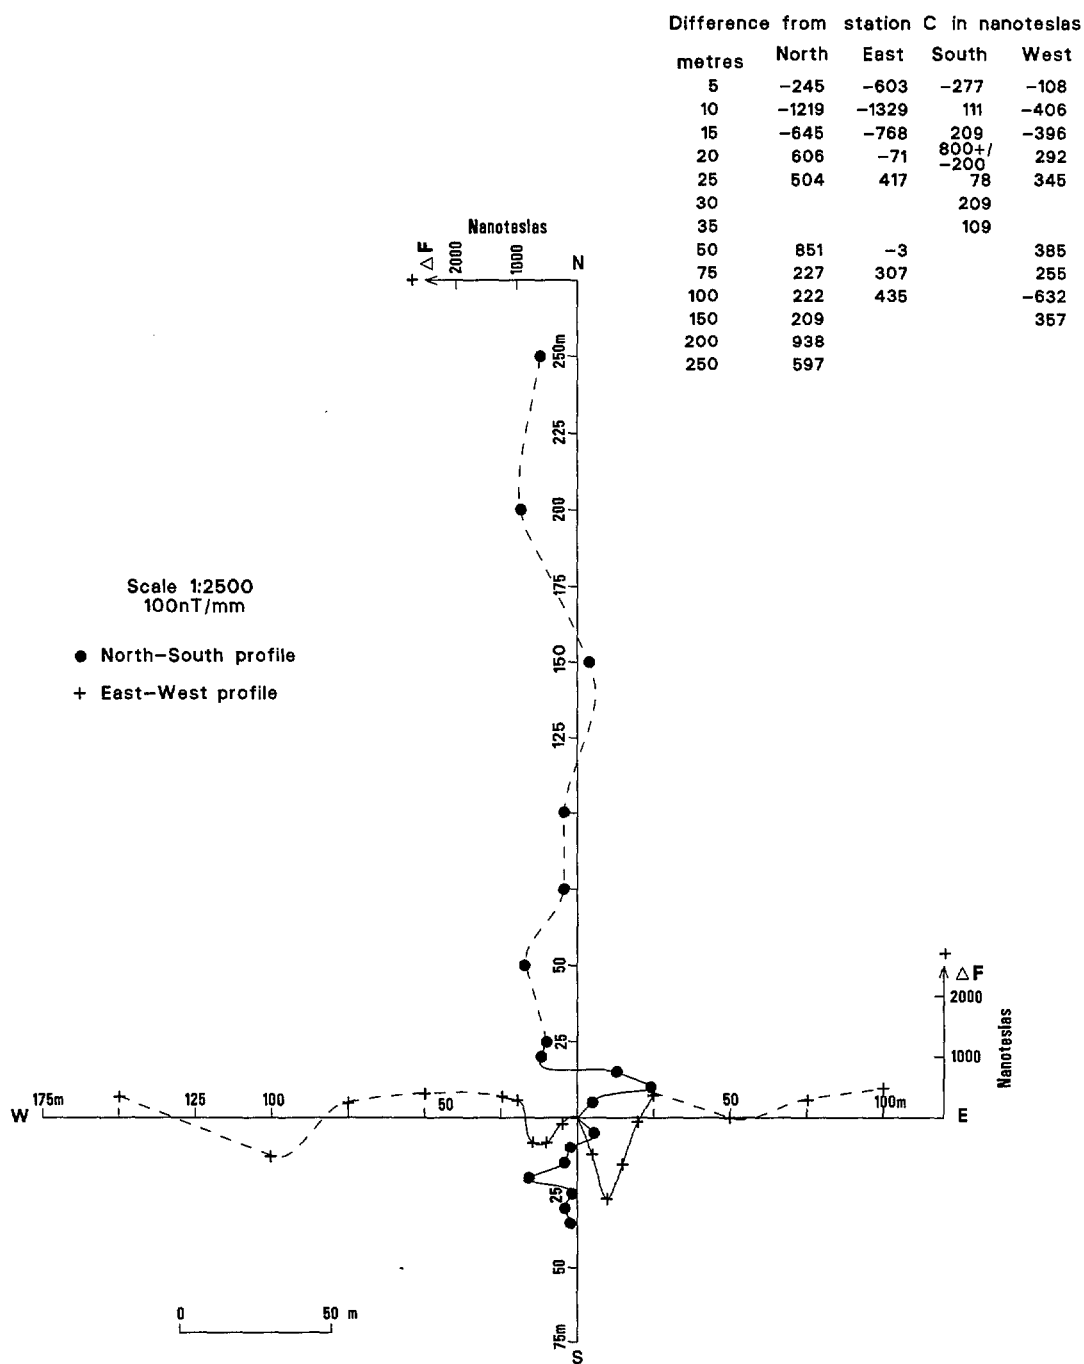 Difference from station C in nanoteslas
metres North East South West
5 -245 -603 -277 -108
10 -1219 -1329 111 -406
15 -645 -768 209 -396
20 606 -71 800+/-200 292
25 504 417 78 345
30 209
35 109
50 851 -3 385
75 227 307 255
100 222 435 -632
150 209 357
200 938
250 597
Nanoteslas
+ ΔF 2000 1000 N
250m
225
200
175
150
125
50
25
Scale 1:2500
100nT/mm
● North-South profile
+ East-West profile
+
ΔF
2000
1000
Nanoteslas
W 175m 125 100 50 50 100m E
25
50
75m
S
0 50 m